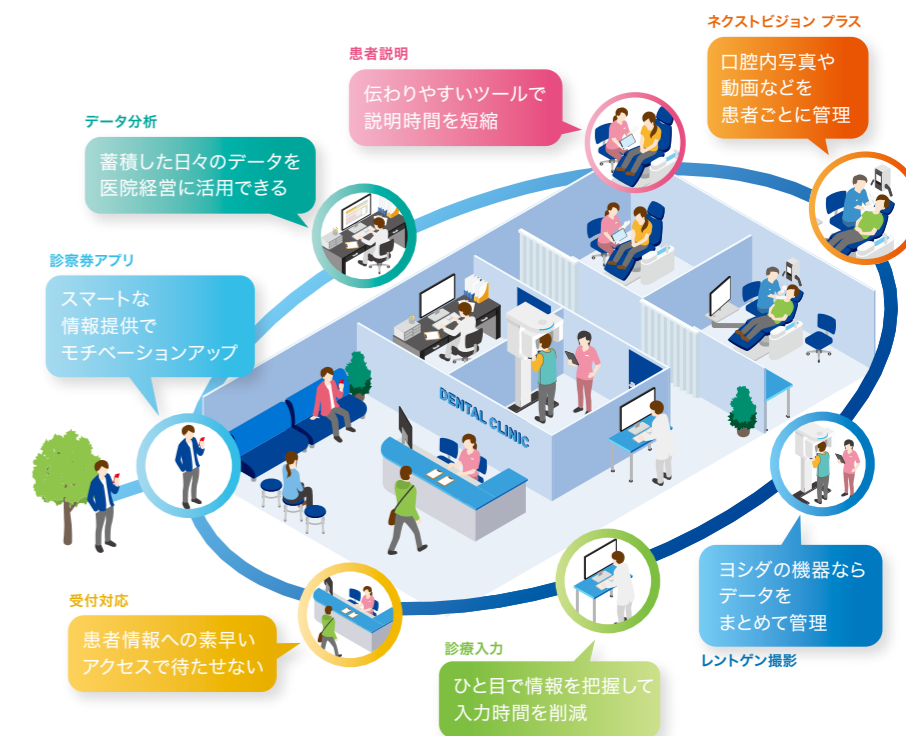 ネクストビジョン プラス
口腔内写真や
動画などを
患者ごとに管理
患者説明
伝わりやすいツールで
説明時間を短縮
データ分析
蓄積した日々のデータを
医院経営に活用できる
診察券アプリ
スマートな
情報提供で
モチベーションアップ
DENTAL CLINIC
ヨシダの機器なら
データを
まとめて管理
レントゲン撮影
受付対応
患者情報への素早い
アクセスで待たせない
診療入力
ひと目で情報を把握して
入力時間を削減